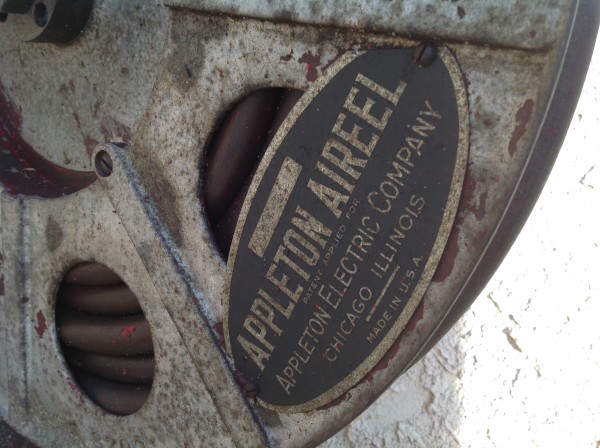 APPLETON AIREEL
PATENT APPLIED FOR
APPLETON ELECTRIC COMPANY
CHICAGO ILLINOIS
MADE IN U.S.A.